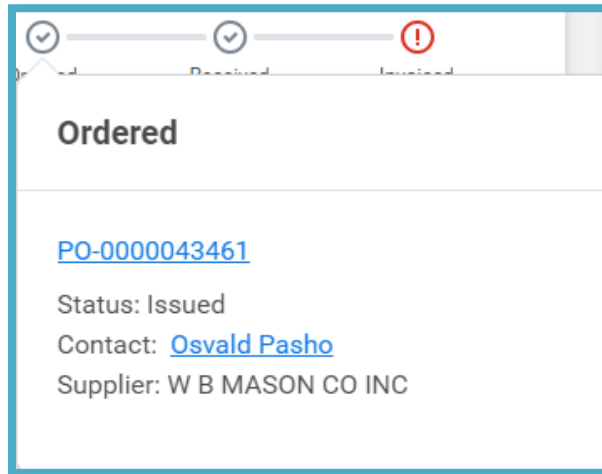 Ordered
PO-0000043461
Status: Issued
Contact: Osvald Pasho
Supplier: W B MASON CO INC